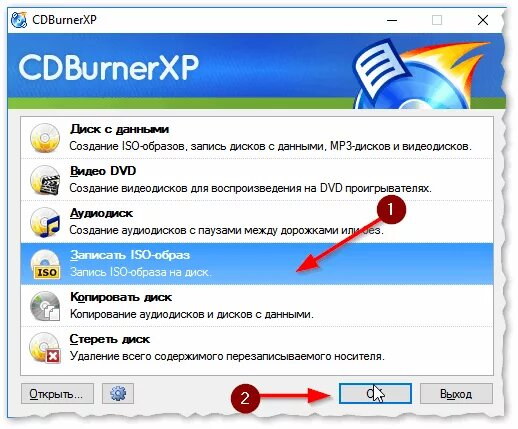 CDBurnerXP
CDBurnerXP
Диск с данными
Создание ISO-образов, запись дисков с данными, MP3-дисков и видеодисков.
Видео DVD
Создание видеодисков для воспроизведения на DVD проигрывателях.
Аудиодиск
Создание аудиодисков с паузами между дорожками или без.
1
Записать ISO-образ
Запись ISO-образа на диск.
ISO
Копировать диск
Копирование аудиодисков и дисков с данными.
Стереть диск
Удаление всего содержимого перезаписываемого носителя.
Открыть...
2
Выход